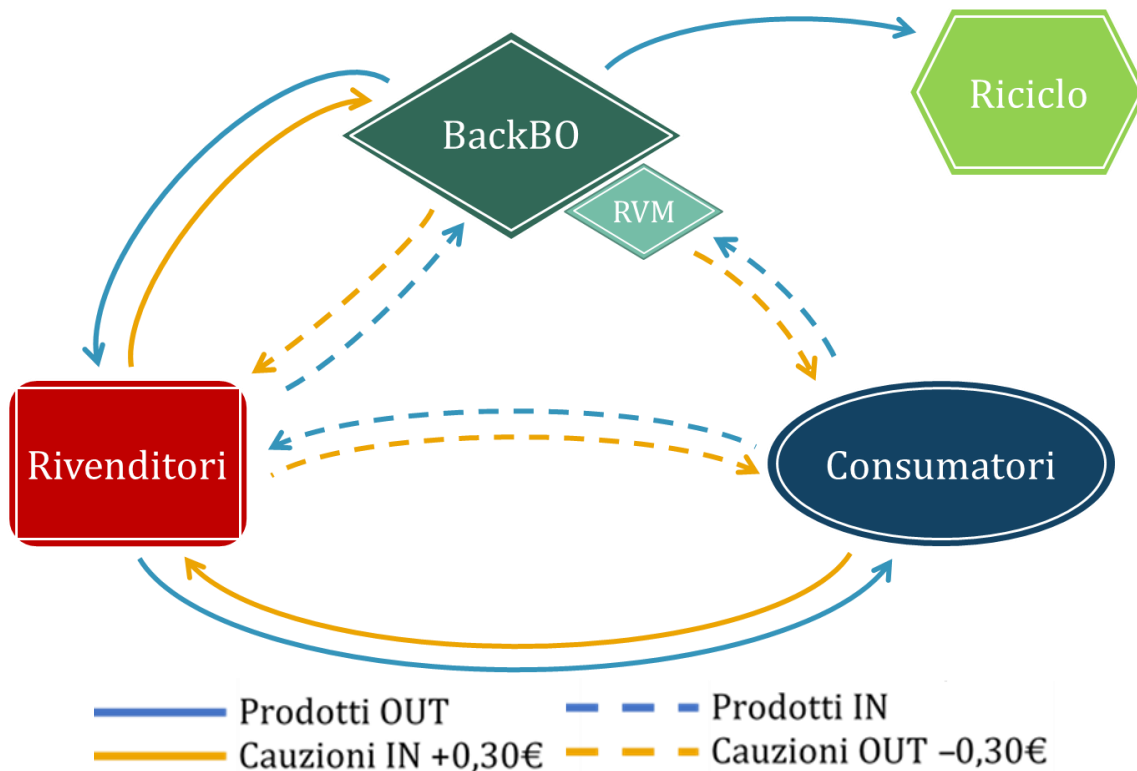 Riciclo
BackBO
RVM
Rivenditori
Consumatori
Prodotti OUT
Prodotti IN
Cauzioni IN +0,30€
Cauzioni OUT –0,30€